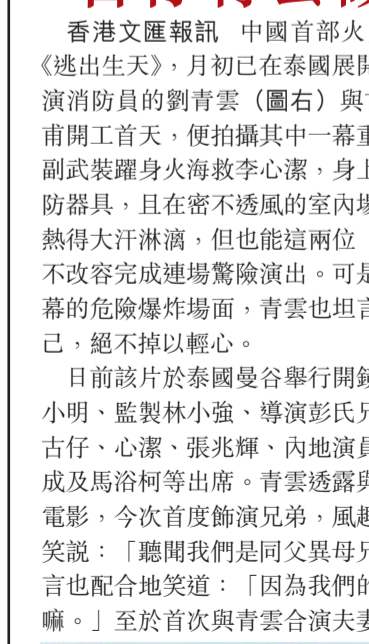 香港文匯報訊　中國首部火
《逃出生天》，月初已在泰國展開
演消防員的劉青雲（圖右）與
甫開工首天，便拍攝其中一幕重
副武裝躍身火海救李心潔，身上
防器具，且在密不透風的室內場
熱得大汗淋漓，但也能這兩位
不改容完成連場驚險演出。可是
幕的危險爆炸場面，青雲也坦言
己，絕不掉以輕心。
日前該片於泰國曼谷舉行開鏡
小明、監製林小強、導演彭氏兄
古仔、心潔、張兆輝、內地演員
成及馬浴柯等出席。青雲透露與
電影，今次首度飾演兄弟，風趣
笑説：「聽聞我們是同父異母兄
言也配合地笑道：「因為我們的
嘛。」至於首次與青雲合演夫妻